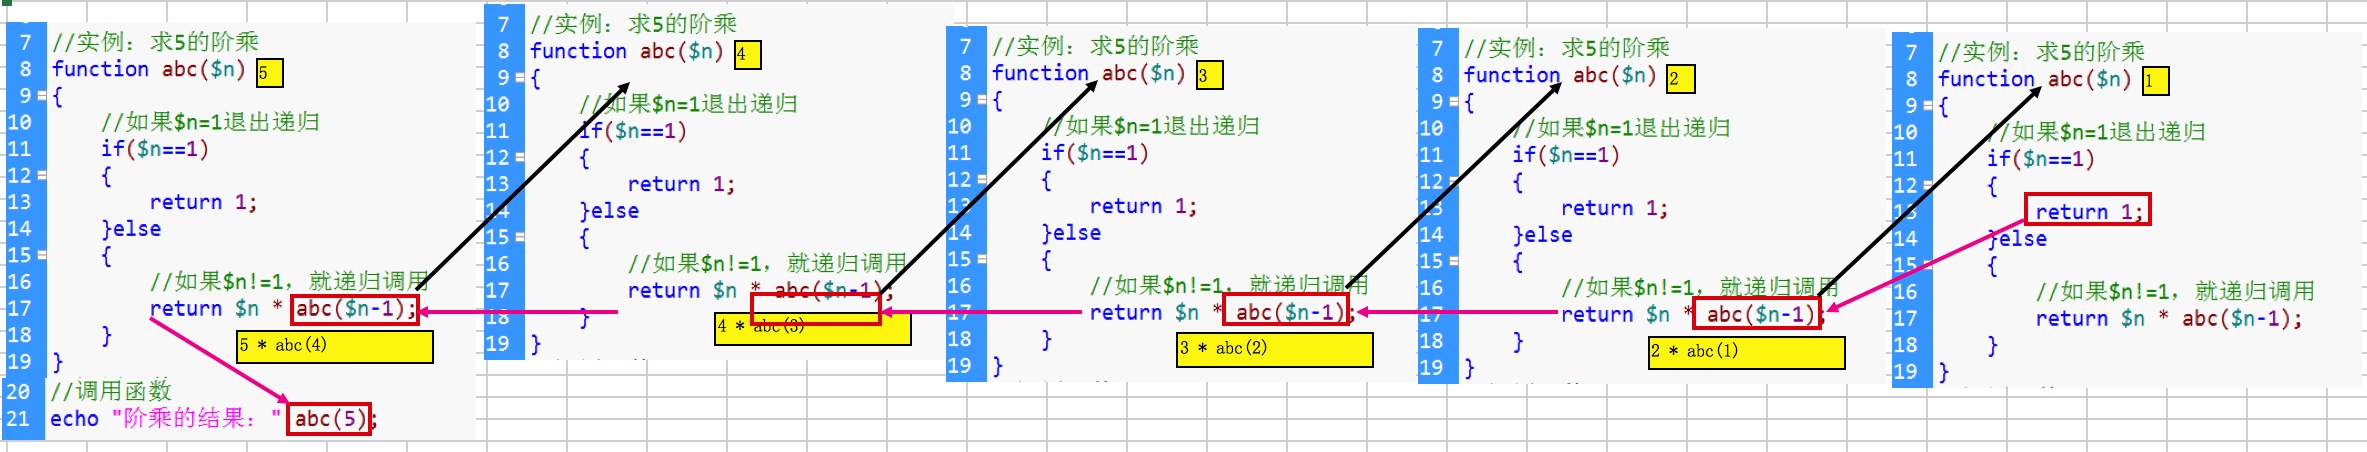 7 //实例：求5的阶乘
8 function abc($n) 5
9 {
10 //如果$n=1退出递归
11 if($n==1)
12 {
13 return 1;
14 }else
15 {
16 //如果$n!=1，就递归调用
17 return $n * abc($n-1);
18 }
5 * abc(4)
19 }
20 //调用函数
21 echo "阶乘的结果：" abc(5);
7 //实例：求5的阶乘
8 function abc($n) 4
9 {
10 //如果$n=1退出递归
11 if($n==1)
12 {
13 return 1;
14 }else
15 {
16 //如果$n!=1，就递归调用
17 return $n * abc($n-1);
18 }
4 * abc(3)
19 }
7 //实例：求5的阶乘
8 function abc($n) 3
9 {
10 //如果$n=1退出递归
11 if($n==1)
12 {
13 return 1;
14 }else
15 {
16 //如果$n!=1，就递归调用
17 return $n * abc($n-1);
18 }
3 * abc(2)
19 }
7 //实例：求5的阶乘
8 function abc($n) 2
9 {
10 //如果$n=1退出递归
11 if($n==1)
12 {
13 return 1;
14 }else
15 {
16 //如果$n!=1，就递归调用
17 return $n * abc($n-1);
18 }
2 * abc(1)
19 }
7 //实例：求5的阶乘
8 function abc($n) 1
9 {
10 //如果$n=1退出递归
11 if($n==1)
12 {
13 return 1;
14 }else
15 {
16 //如果$n!=1，就递归调用
17 return $n * abc($n-1);
18 }
19 }